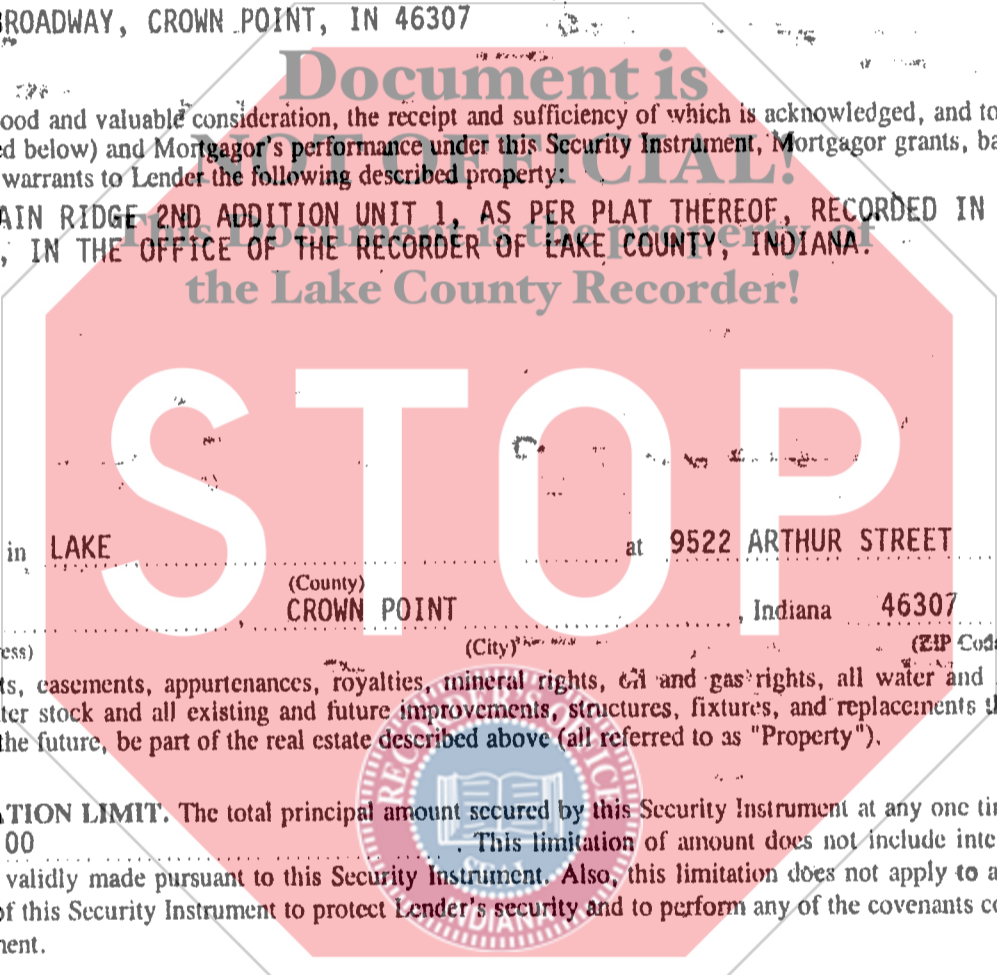 BROADWAY, CROWN POINT, IN 46307
Document is
ood and valuable consideration, the receipt and sufficiency of which is acknowledged, and to
ed below) and Mortgagor's performance under this Security Instrument, Mortgagor grants, ba
NOT OFFICIAL!
warrants to Lender the following described property:
AIN RIDGE 2ND ADDITION UNIT 1, AS PER PLAT THEREOF, RECORDED IN
This Document is the property of
, IN THE OFFICE OF THE RECORDER OF LAKE COUNTY, INDIANA.
the Lake County Recorder!
STOP
in LAKE at 9522 ARTHUR STREET
(County)
CROWN POINT , Indiana 46307
ess) (City) (ZIP Code
ts, easements, appurtenances, royalties, mineral rights, oil and gas rights, all water and
ter stock and all existing and future improvements, structures, fixtures, and replacements th
the future, be part of the real estate described above (all referred to as "Property").
RECORDER'S OFFICE
TION LIMIT. The total principal amount secured by this Security Instrument at any one tim
00 . This limitation of amount does not include inte
SEAL
validly made pursuant to this Security Instrument. Also, this limitation does not apply to a
of this Security Instrument to protect Lender's security and to perform any of the covenants co
INDIANA
ment.